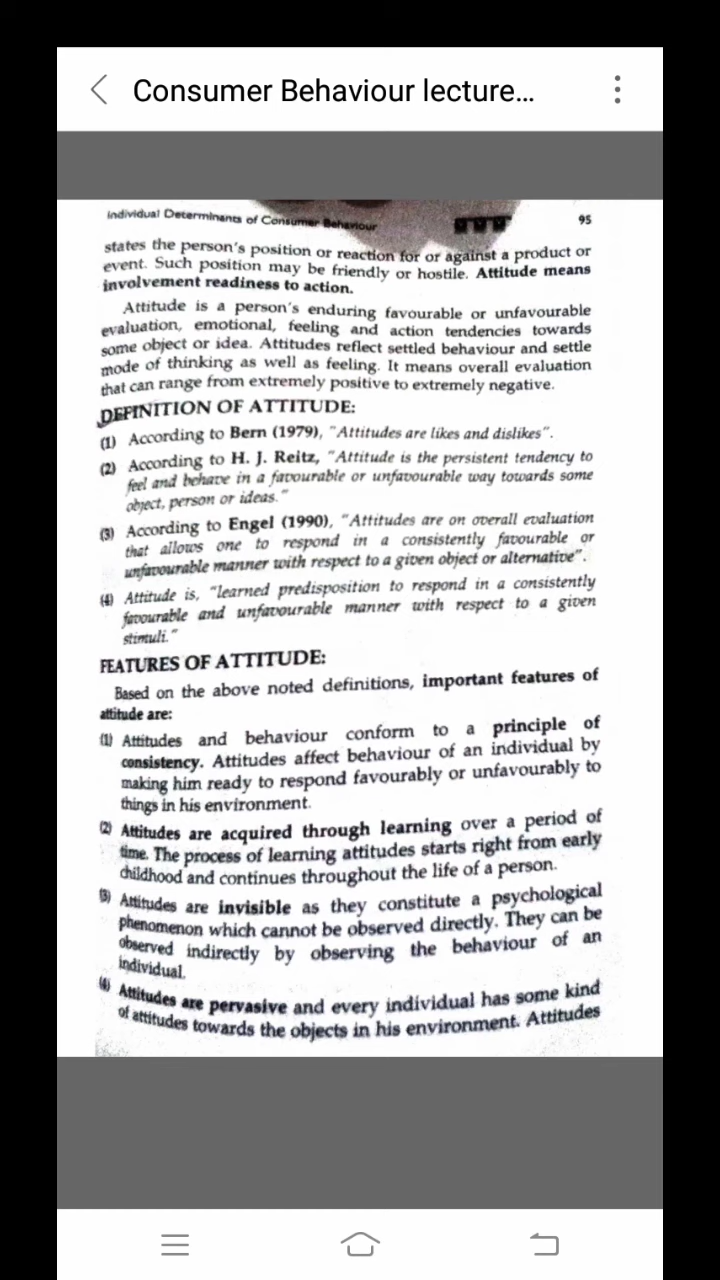 Consumer Behaviour lecture...
Individual Determinants of Consumer Behaviour
95
states the person's position or reaction for or against a product or
event. Such position may be friendly or hostile. Attitude means
involvement readiness to action.
Attitude is a person's enduring favourable or unfavourable
evaluation, emotional, feeling and action tendencies towards
some object or idea. Attitudes reflect settled behaviour and settle
mode of thinking as well as feeling. It means overall evaluation
that can range from extremely positive to extremely negative.
DEFINITION OF ATTITUDE:
(1) According to Bern (1979), "Attitudes are likes and dislikes".
(2) According to H. J. Reitz, "Attitude is the persistent tendency to
feel and behave in a favourable or unfavourable way towards some
object, person or ideas."
(3) According to Engel (1990), "Attitudes are on overall evaluation
that allows one to respond in a consistently favourable or
unfavourable manner with respect to a given object or alternative".
(4) Attitude is, "learned predisposition to respond in a consistently
favourable and unfavourable manner with respect to a given
stimuli."
FEATURES OF ATTITUDE:
Based on the above noted definitions, important features of
attitude are:
(1) Attitudes and behaviour conform to a principle of
consistency. Attitudes affect behaviour of an individual by
making him ready to respond favourably or unfavourably to
things in his environment.
(2) Attitudes are acquired through learning over a period of
time. The process of learning attitudes starts right from early
childhood and continues throughout the life of a person.
(3) Attitudes are invisible as they constitute a psychological
phenomenon which cannot be observed directly. They can be
observed indirectly by observing the behaviour of an
individual.
(4) Attitudes are pervasive and every individual has some kind
of attitudes towards the objects in his environment. Attitudes